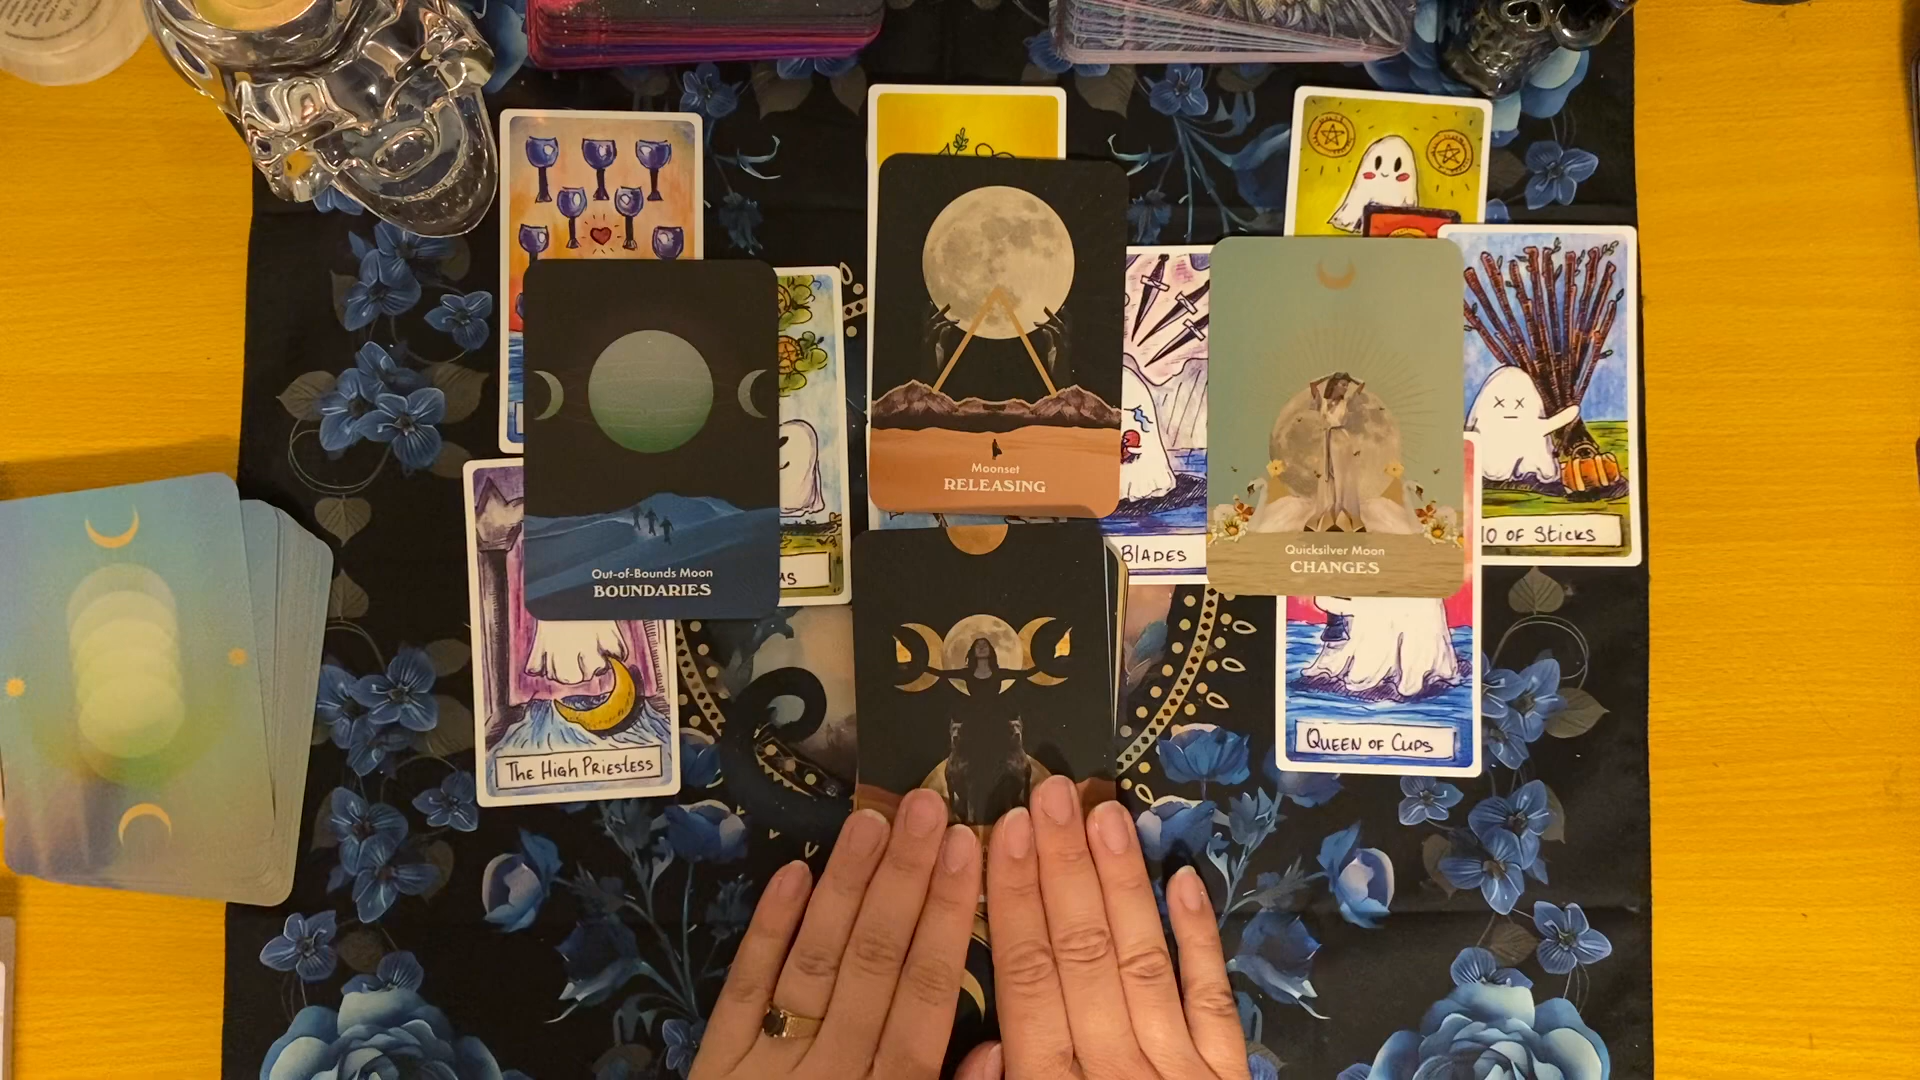 Out-of-Bounds Moon
BOUNDARIES
The High Priestess
Moonset
RELEASING
BLADES
Quicksilver Moon
CHANGES
10 OF STICKS
QUEEN OF CUPS